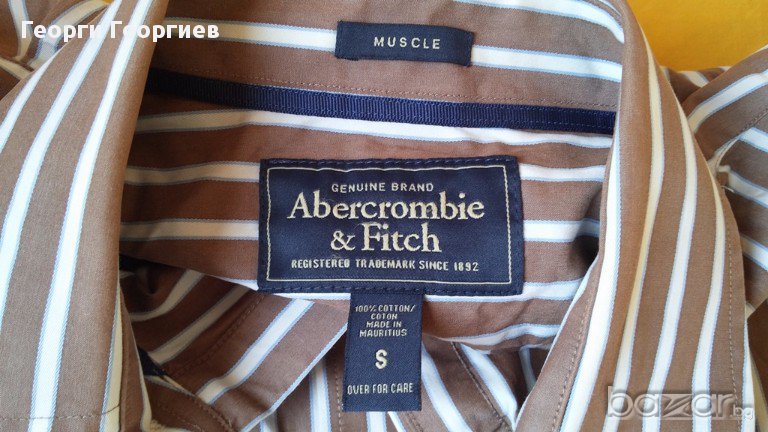 Георги Георгиев
MUSCLE
GENUINE BRAND
Abercrombie
& Fitch
REGISTERED TRADEMARK SINCE 1892
100% COTTON/
COTON
MADE IN
MAURITIUS
S
OVER FOR CARE
bazar.bg